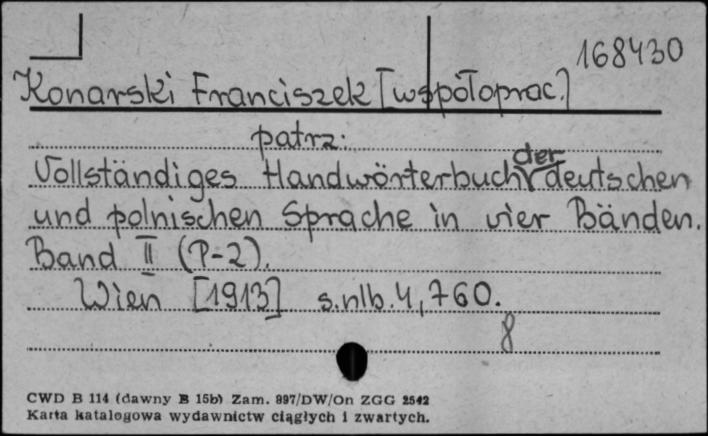 168430
Konarski Franciszek [współoprac.]
patrz:
Vollständiges Handwörterbuch der deutschen
und polnischen Sprache in vier Bänden.
Band II (P-2).
Wien [1913] s.nlb.4,760.
8
CWD B 114 (dawny B 15b) Zam. 897/DW/On ZGG 2542
Karta katalogowa wydawnictw ciągłych i zwartych.